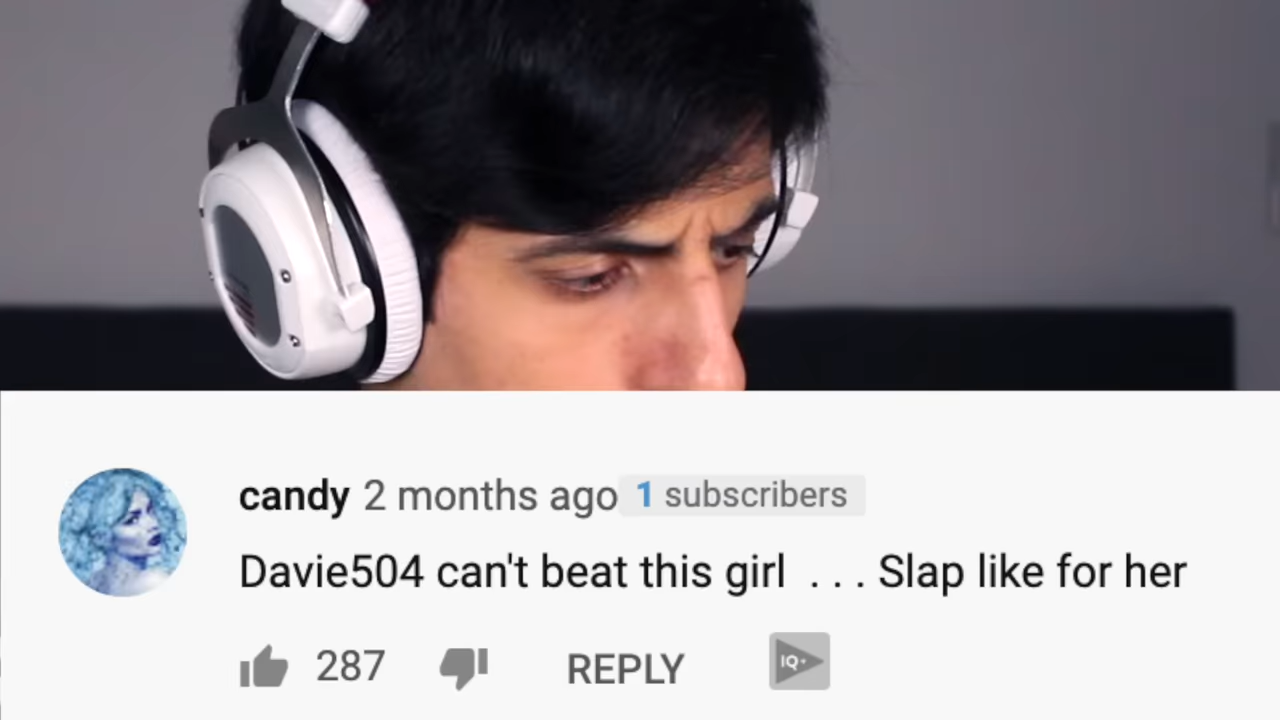 candy 2 months ago 1 subscribers
Davie504 can't beat this girl  . . . Slap like for her
287 REPLY IQ+